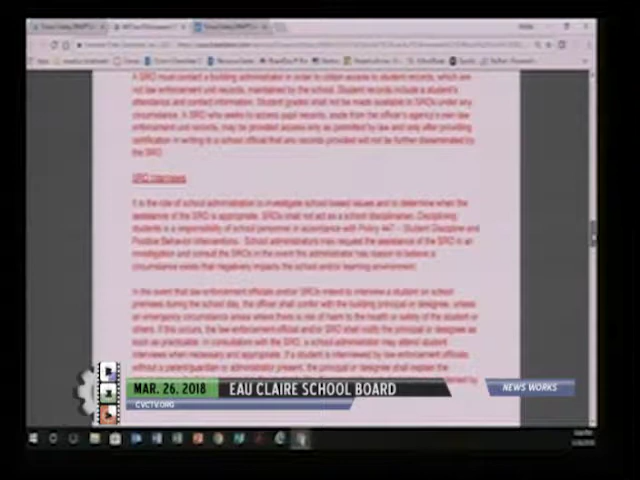 A SRO must contact a building administrator in order to obtain access to student records, which are
not law enforcement unit records, maintained by the school. Student records include a student's
attendance and contact information. Student grades shall not be made available to SROs under any
circumstance. A SRO who seeks to access pupil records, aside from the officer's agency's own law
enforcement unit records, may be provided access only as permitted by law and only after providing
certification in writing to a school official that any records provided will not be further disseminated by
the SRO.
SRO Interviews
It is the role of school administration to investigate school based issues and to determine when the
assistance of the SRO is appropriate. SROs shall not act as a school disciplinarian. Disciplining
students is a responsibility of school personnel in accordance with Policy 447 - Student Discipline and
Positive Behavior Interventions. School administrators may request the assistance of the SRO in an
investigation and consult the SROs in the event the administrator has reason to believe a
circumstance exists that negatively impacts the school and/or learning environment.
In the event that law enforcement officials and/or SROs intend to interview a student on school
premises during the school day, the officer shall confer with the building principal or designee, unless
an emergency circumstance arises where there is risk of harm to the health or safety of the student or
others. If this occurs, the law enforcement official and/or SRO shall notify the principal or designee as
soon as practicable. In consultation with the SRO, a school administrator may attend student
interviews when necessary and appropriate. If a student is interviewed by law enforcement officials
without a parent/guardian or administrator present, the principal or designee shall explain the
MAR. 26, 2018
EAU CLAIRE SCHOOL BOARD
NEWS WORKS
CVCTV.ORG